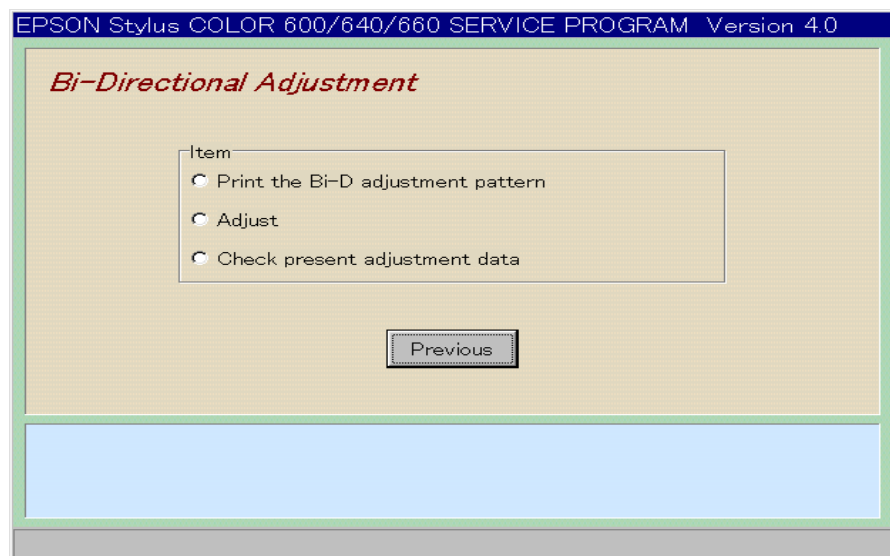 EPSON Stylus COLOR 600/640/660 SERVICE PROGRAM  Version 4.0
Bi-Directional Adjustment
Item
Print the Bi-D adjustment pattern
Adjust
Check present adjustment data
Previous